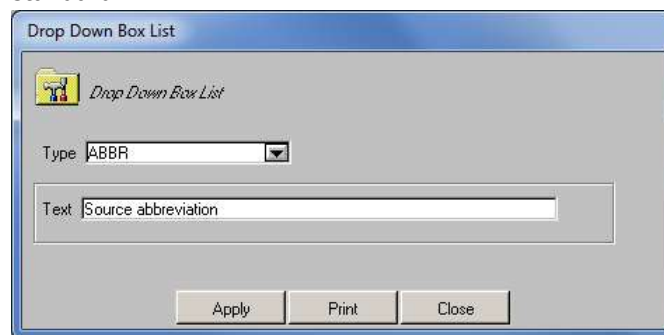 Drop Down Box List
Drop Down Box List
Type ABBR
Text Source abbreviation
Apply Print Close